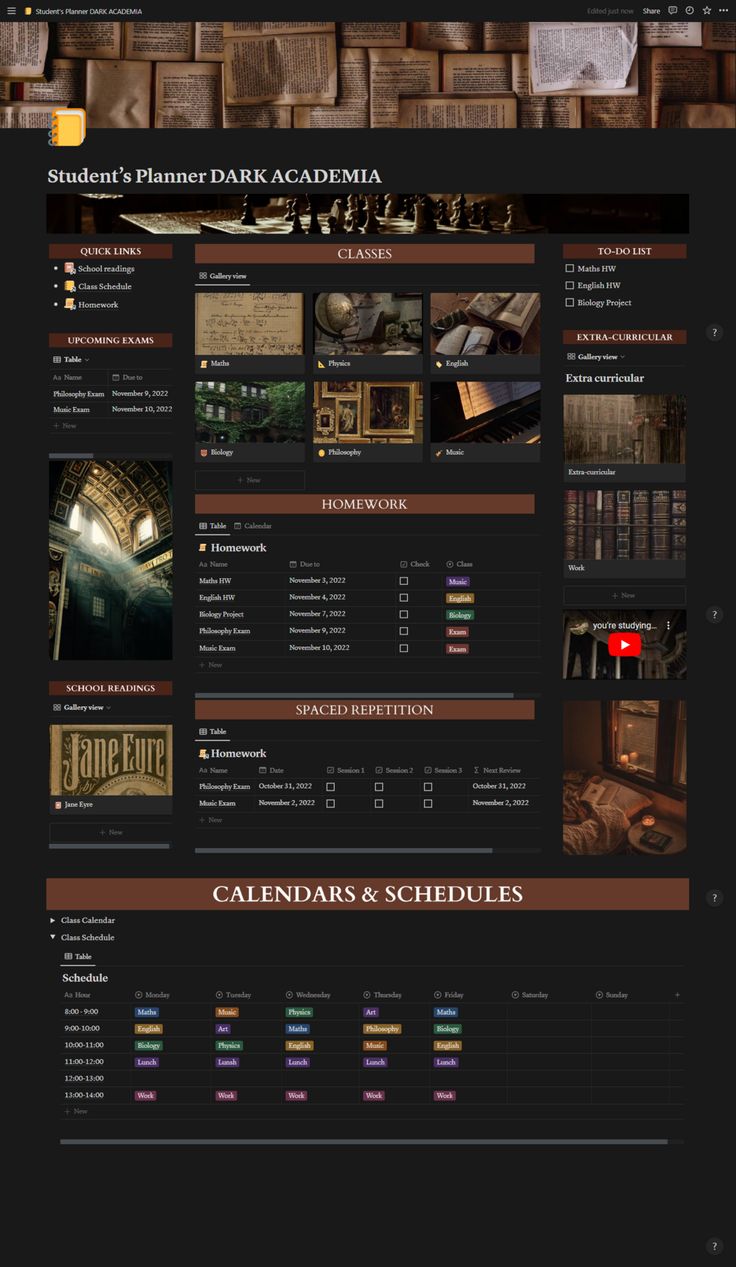 Student's Planner DARK ACADEMIA
Edited just now
Share
Student's Planner DARK ACADEMIA
QUICK LINKS
School readings
Class Schedule
Homework
UPCOMING EXAMS
Table
Aa Name Due to
Philosophy Exam November 9, 2022
Music Exam November 10, 2022
+ New
SCHOOL READINGS
Gallery view
Jane Eyre
by
Jane Eyre
+ New
CLASSES
Gallery view
Maths
Physics
English
Biology
Philosophy
Music
+ New
HOMEWORK
Table Calendar
Homework
Aa Name Due to Check Class
Maths HW November 3, 2022 Music
English HW November 4, 2022 English
Biology Project November 7, 2022 Biology
Philosophy Exam November 9, 2022 Exam
Music Exam November 10, 2022 Exam
+ New
SPACED REPETITION
Table
Homework
Aa Name Date Session 1 Session 2 Session 3 Σ Next Review
Philosophy Exam October 31, 2022 October 31, 2022
Music Exam November 2, 2022 November 2, 2022
+ New
TO-DO LIST
Maths HW
English HW
Biology Project
EXTRA-CURRICULAR
Gallery view
Extra curricular
Extra-curricular
Work
+ New
you're studying...
?
?
CALENDARS & SCHEDULES
?
Class Calendar
Class Schedule
Table
Schedule
Aa Hour Monday Tuesday Wednesday Thursday Friday Saturday Sunday +
8:00 - 9:00 Maths Music Physics Art Maths
9:00-10:00 English Art Maths Philosophy Biology
10:00-11:00 Biology Physics English Music English
11:00-12:00 Lunch Lunsh Lunch Lunch Lunch
12:00-13:00
13:00-14:00 Work Work Work Work Work
+ New
?